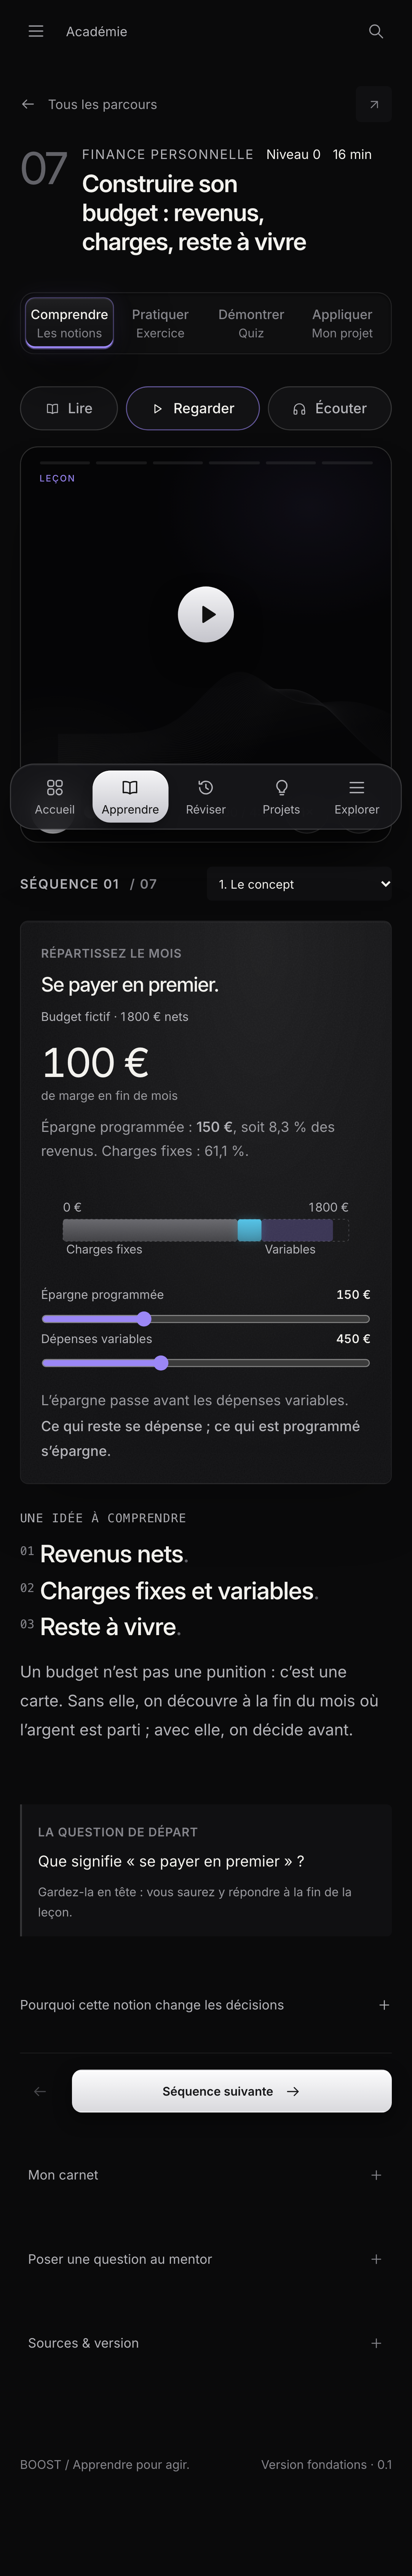 Académie
Tous les parcours
07
FINANCE PERSONNELLE Niveau 0 16 min
Construire son
budget : revenus,
charges, reste à vivre
Comprendre
Les notions
Pratiquer
Exercice
Démontrer
Quiz
Appliquer
Mon projet
Lire
Regarder
Écouter
LEÇON
Accueil
Apprendre
Réviser
Projets
Explorer
SÉQUENCE 01 / 07
1. Le concept
RÉPARTISSEZ LE MOIS
Se payer en premier.
Budget fictif · 1 800 € nets
100 €
de marge en fin de mois
Épargne programmée : 150 €, soit 8,3 % des
revenus. Charges fixes : 61,1 %.
0 €
1 800 €
Charges fixes
Variables
Épargne programmée
150 €
Dépenses variables
450 €
L’épargne passe avant les dépenses variables.
Ce qui reste se dépense ; ce qui est programmé
s’épargne.
UNE IDÉE À COMPRENDRE
01 Revenus nets.
02 Charges fixes et variables.
03 Reste à vivre.
Un budget n’est pas une punition : c’est une
carte. Sans elle, on découvre à la fin du mois où
l’argent est parti ; avec elle, on décide avant.
LA QUESTION DE DÉPART
Que signifie « se payer en premier » ?
Gardez-la en tête : vous saurez y répondre à la fin de la
leçon.
Pourquoi cette notion change les décisions
Séquence suivante
Mon carnet
Poser une question au mentor
Sources & version
BOOST / Apprendre pour agir.
Version fondations · 0.1